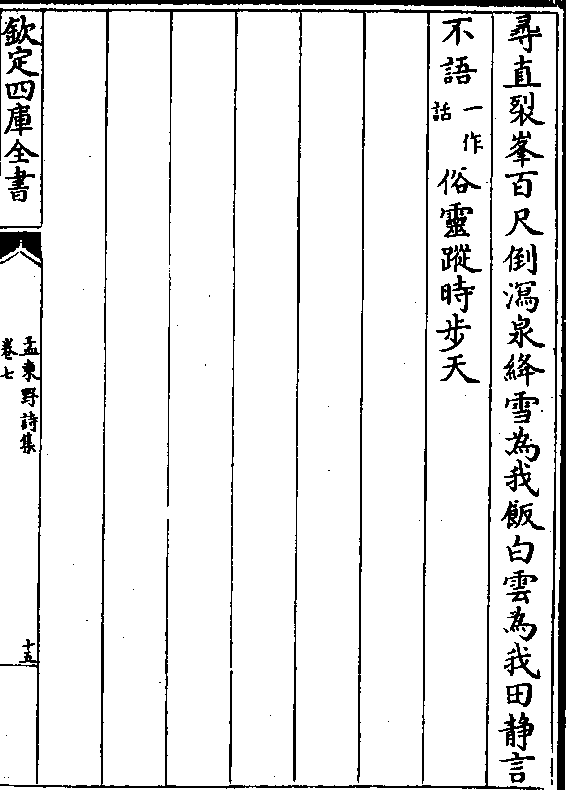 尋直裂峯百尺倒瀉泉絳雪為我飯白雲為我田静言
不語一作話俗靈蹤時步天
欽定四庫全書
孟東野詩集
卷七
十五